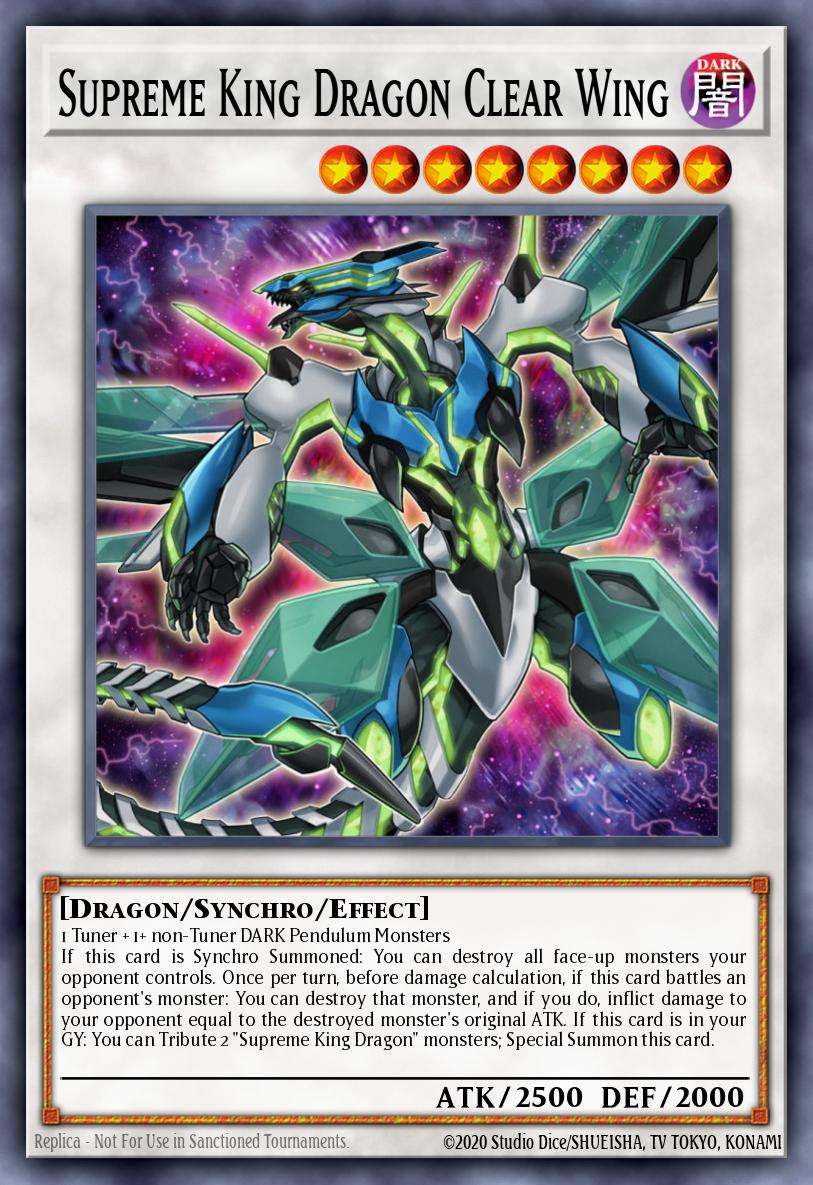 Supreme King Dragon Clear Wing
DARK
闇
[Dragon/Synchro/Effect]
1 Tuner + 1+ non-Tuner DARK Pendulum Monsters
If this card is Synchro Summoned: You can destroy all face-up monsters your
opponent controls. Once per turn, before damage calculation, if this card battles an
opponent's monster: You can destroy that monster, and if you do, inflict damage to
your opponent equal to the destroyed monster's original ATK. If this card is in your
GY: You can Tribute 2 "Supreme King Dragon" monsters; Special Summon this card.
ATK/2500 DEF/2000
Replica - Not For Use in Sanctioned Tournaments.
©2020 Studio Dice/SHUEISHA, TV TOKYO, KONAMI